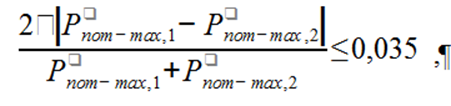 2□|P□nom−max,1 − P□nom−max,2|
P□nom−max,1+P□nom−max,2
≤0,035 ,¶